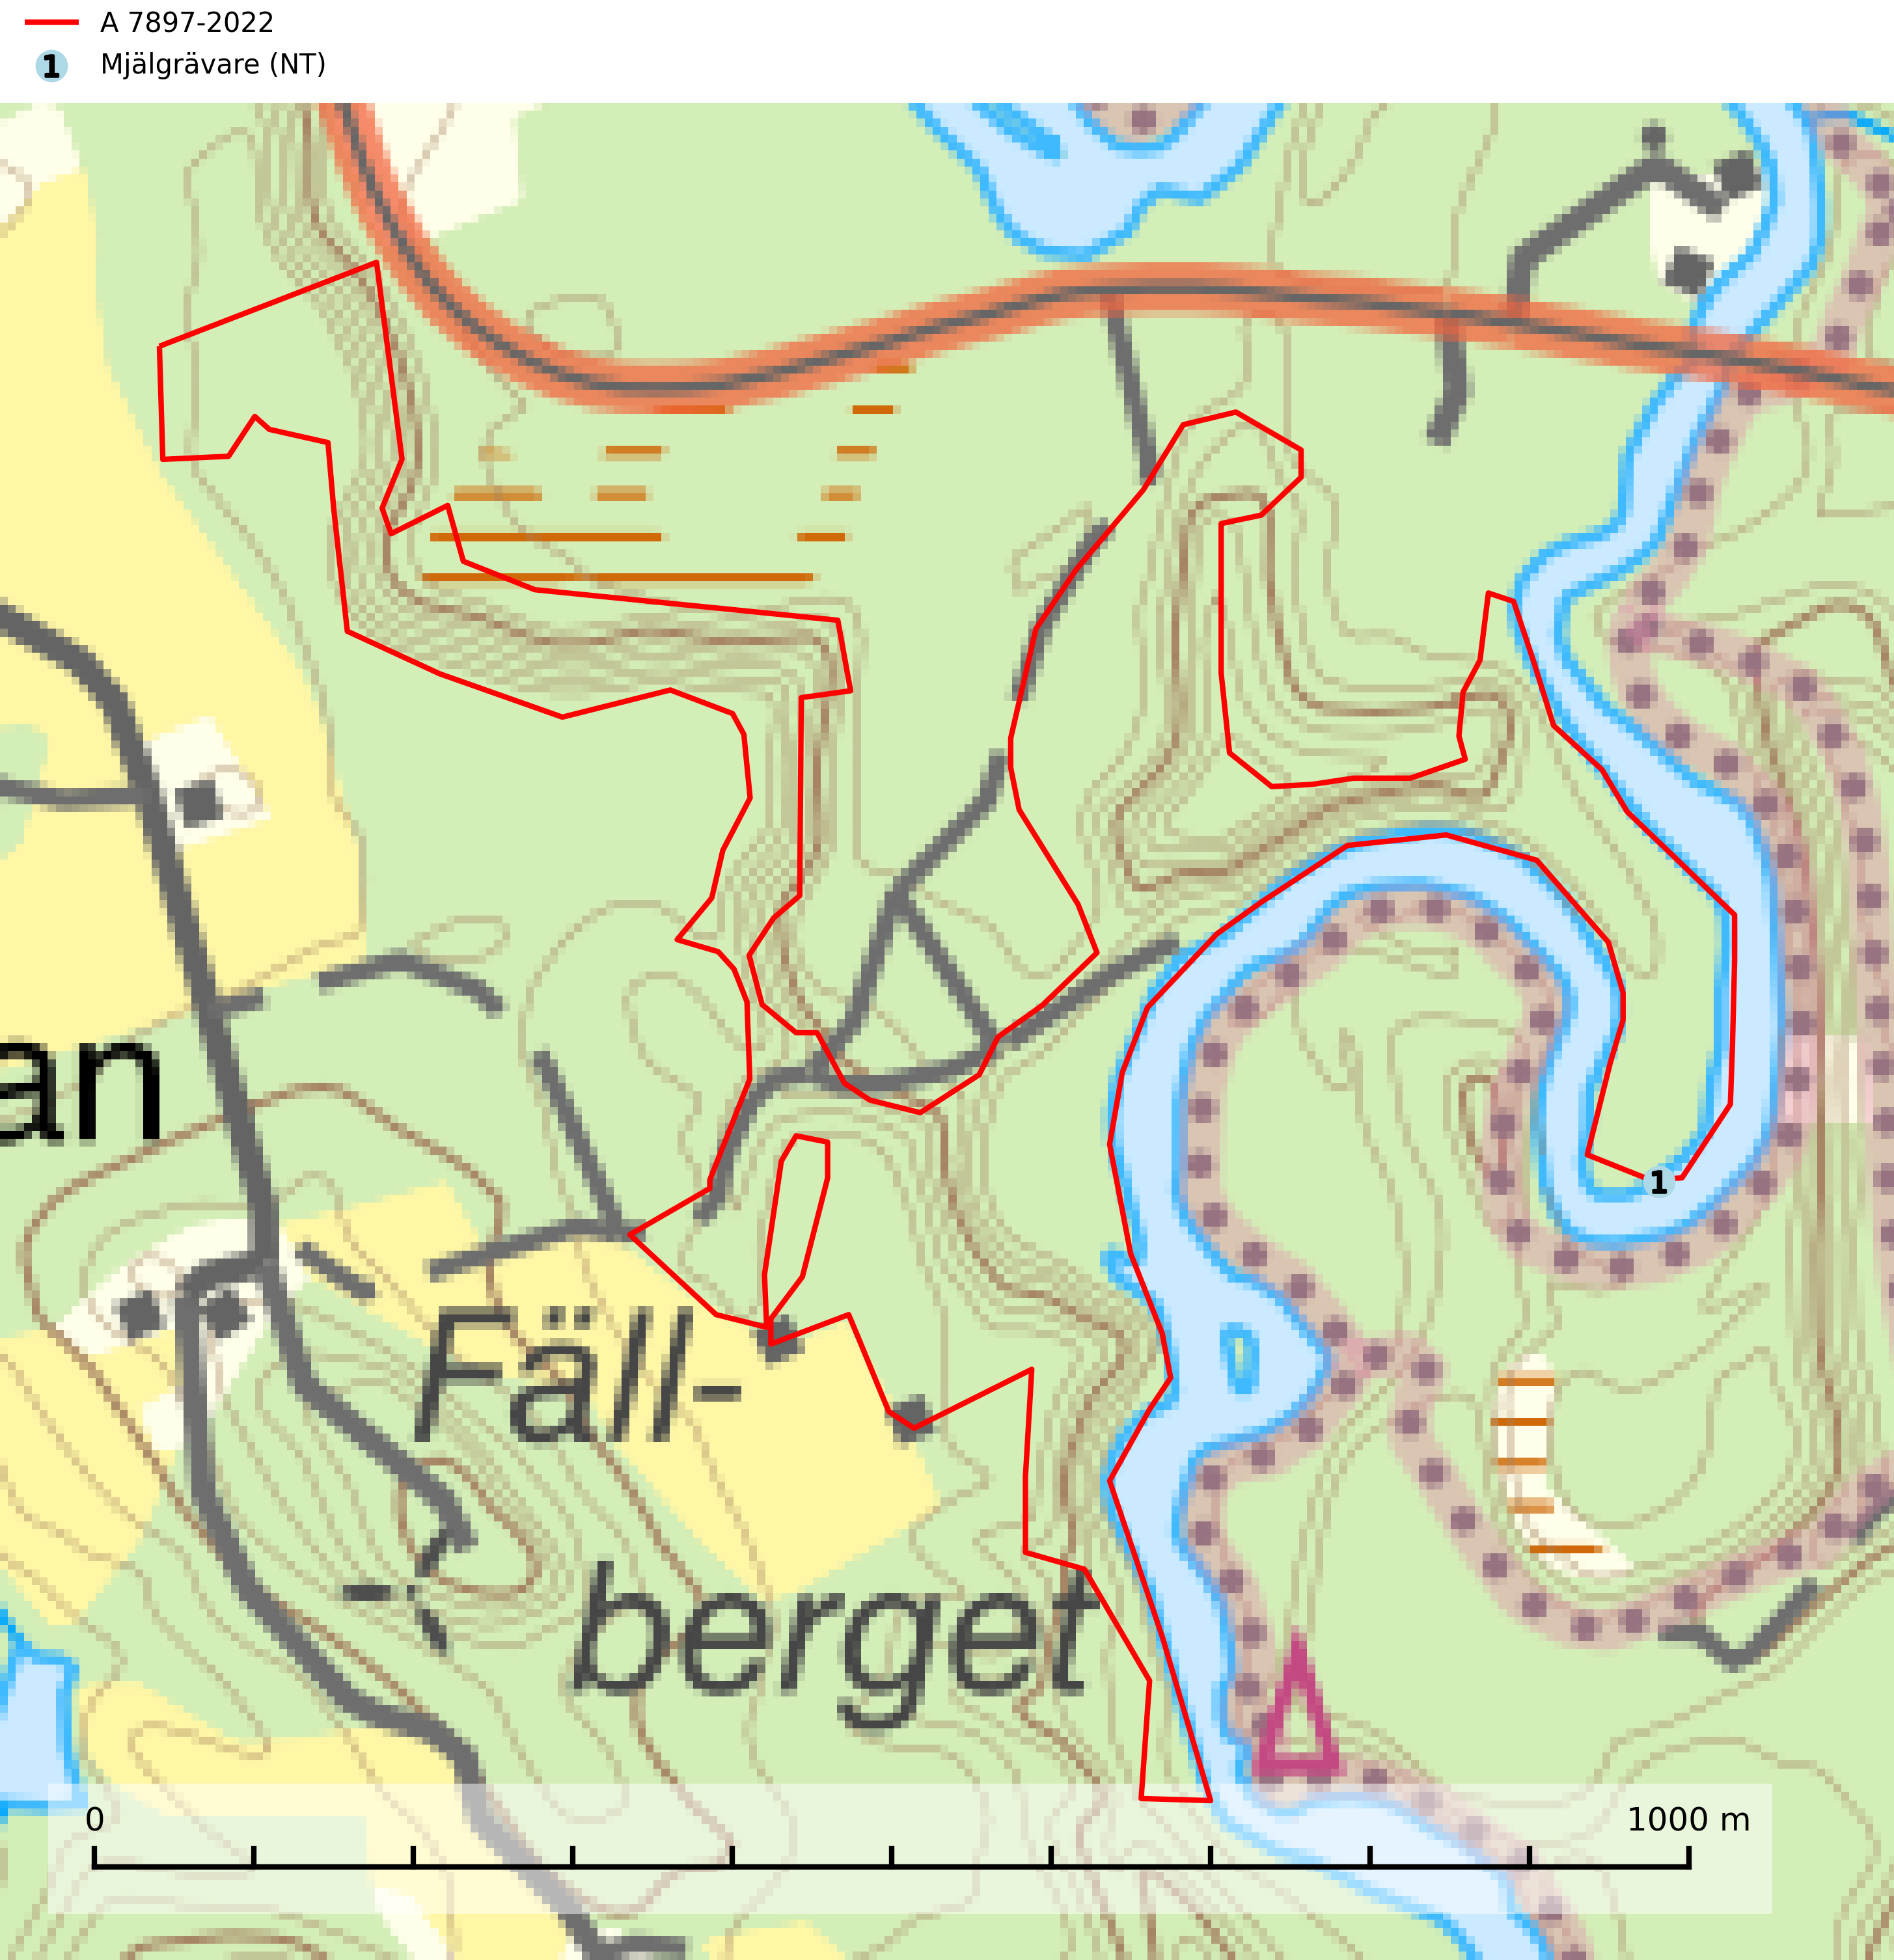 A 7897-2022
1 Mjälgrävare (NT)
1
an
Fäll-
berget
0 1000 m